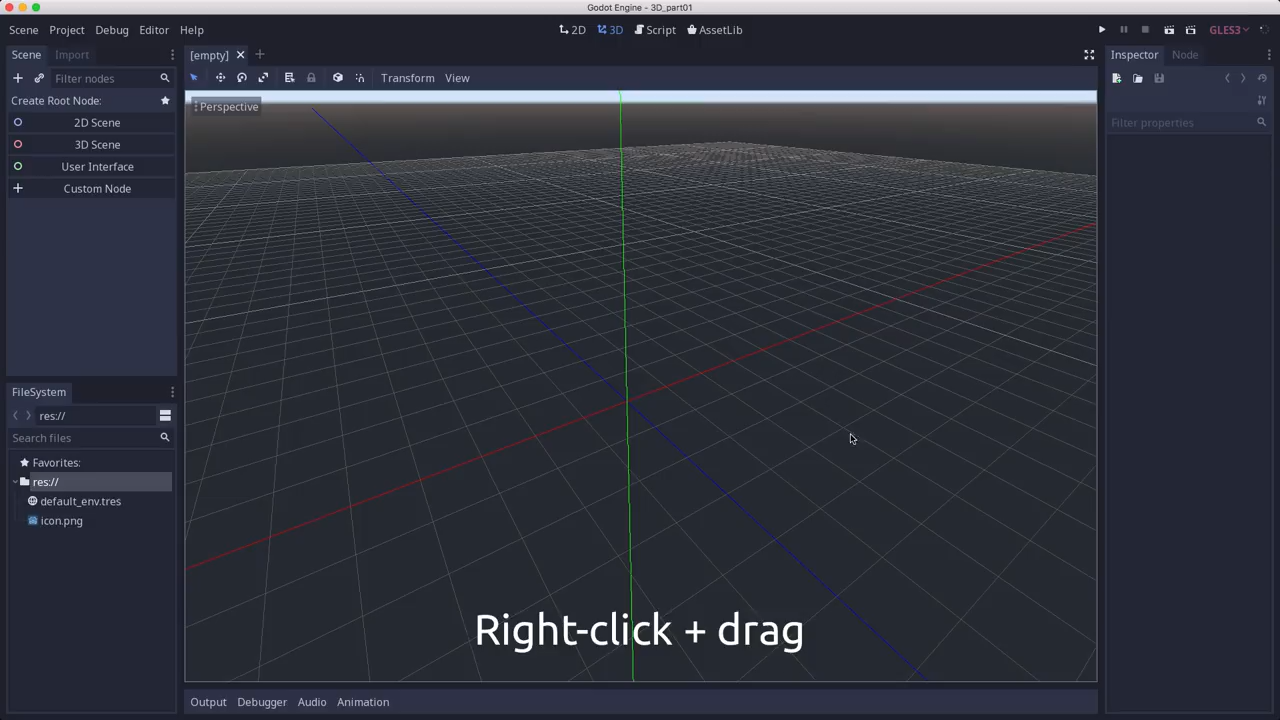 Godot Engine - 3D_part01
Scene Project Debug Editor Help
2D 3D Script AssetLib
GLES3
Scene Import
[empty]
Inspector Node
Filter nodes
Transform View
Create Root Node:
Perspective
Filter properties
2D Scene
3D Scene
User Interface
Custom Node
FileSystem
res://
Search files
Favorites:
res://
default_env.tres
icon.png
Right-click + drag
Output Debugger Audio Animation